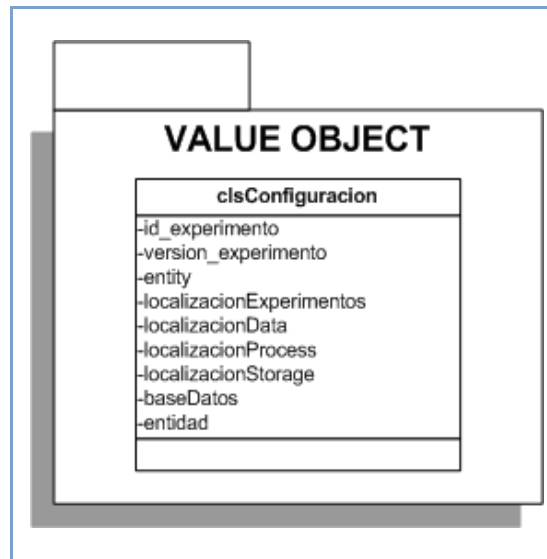 VALUE OBJECT
clsConfiguracion
-id_experimento
-version_experimento
-entity
-localizacionExperimentos
-localizacionData
-localizacionProcess
-localizacionStorage
-baseDatos
-entidad